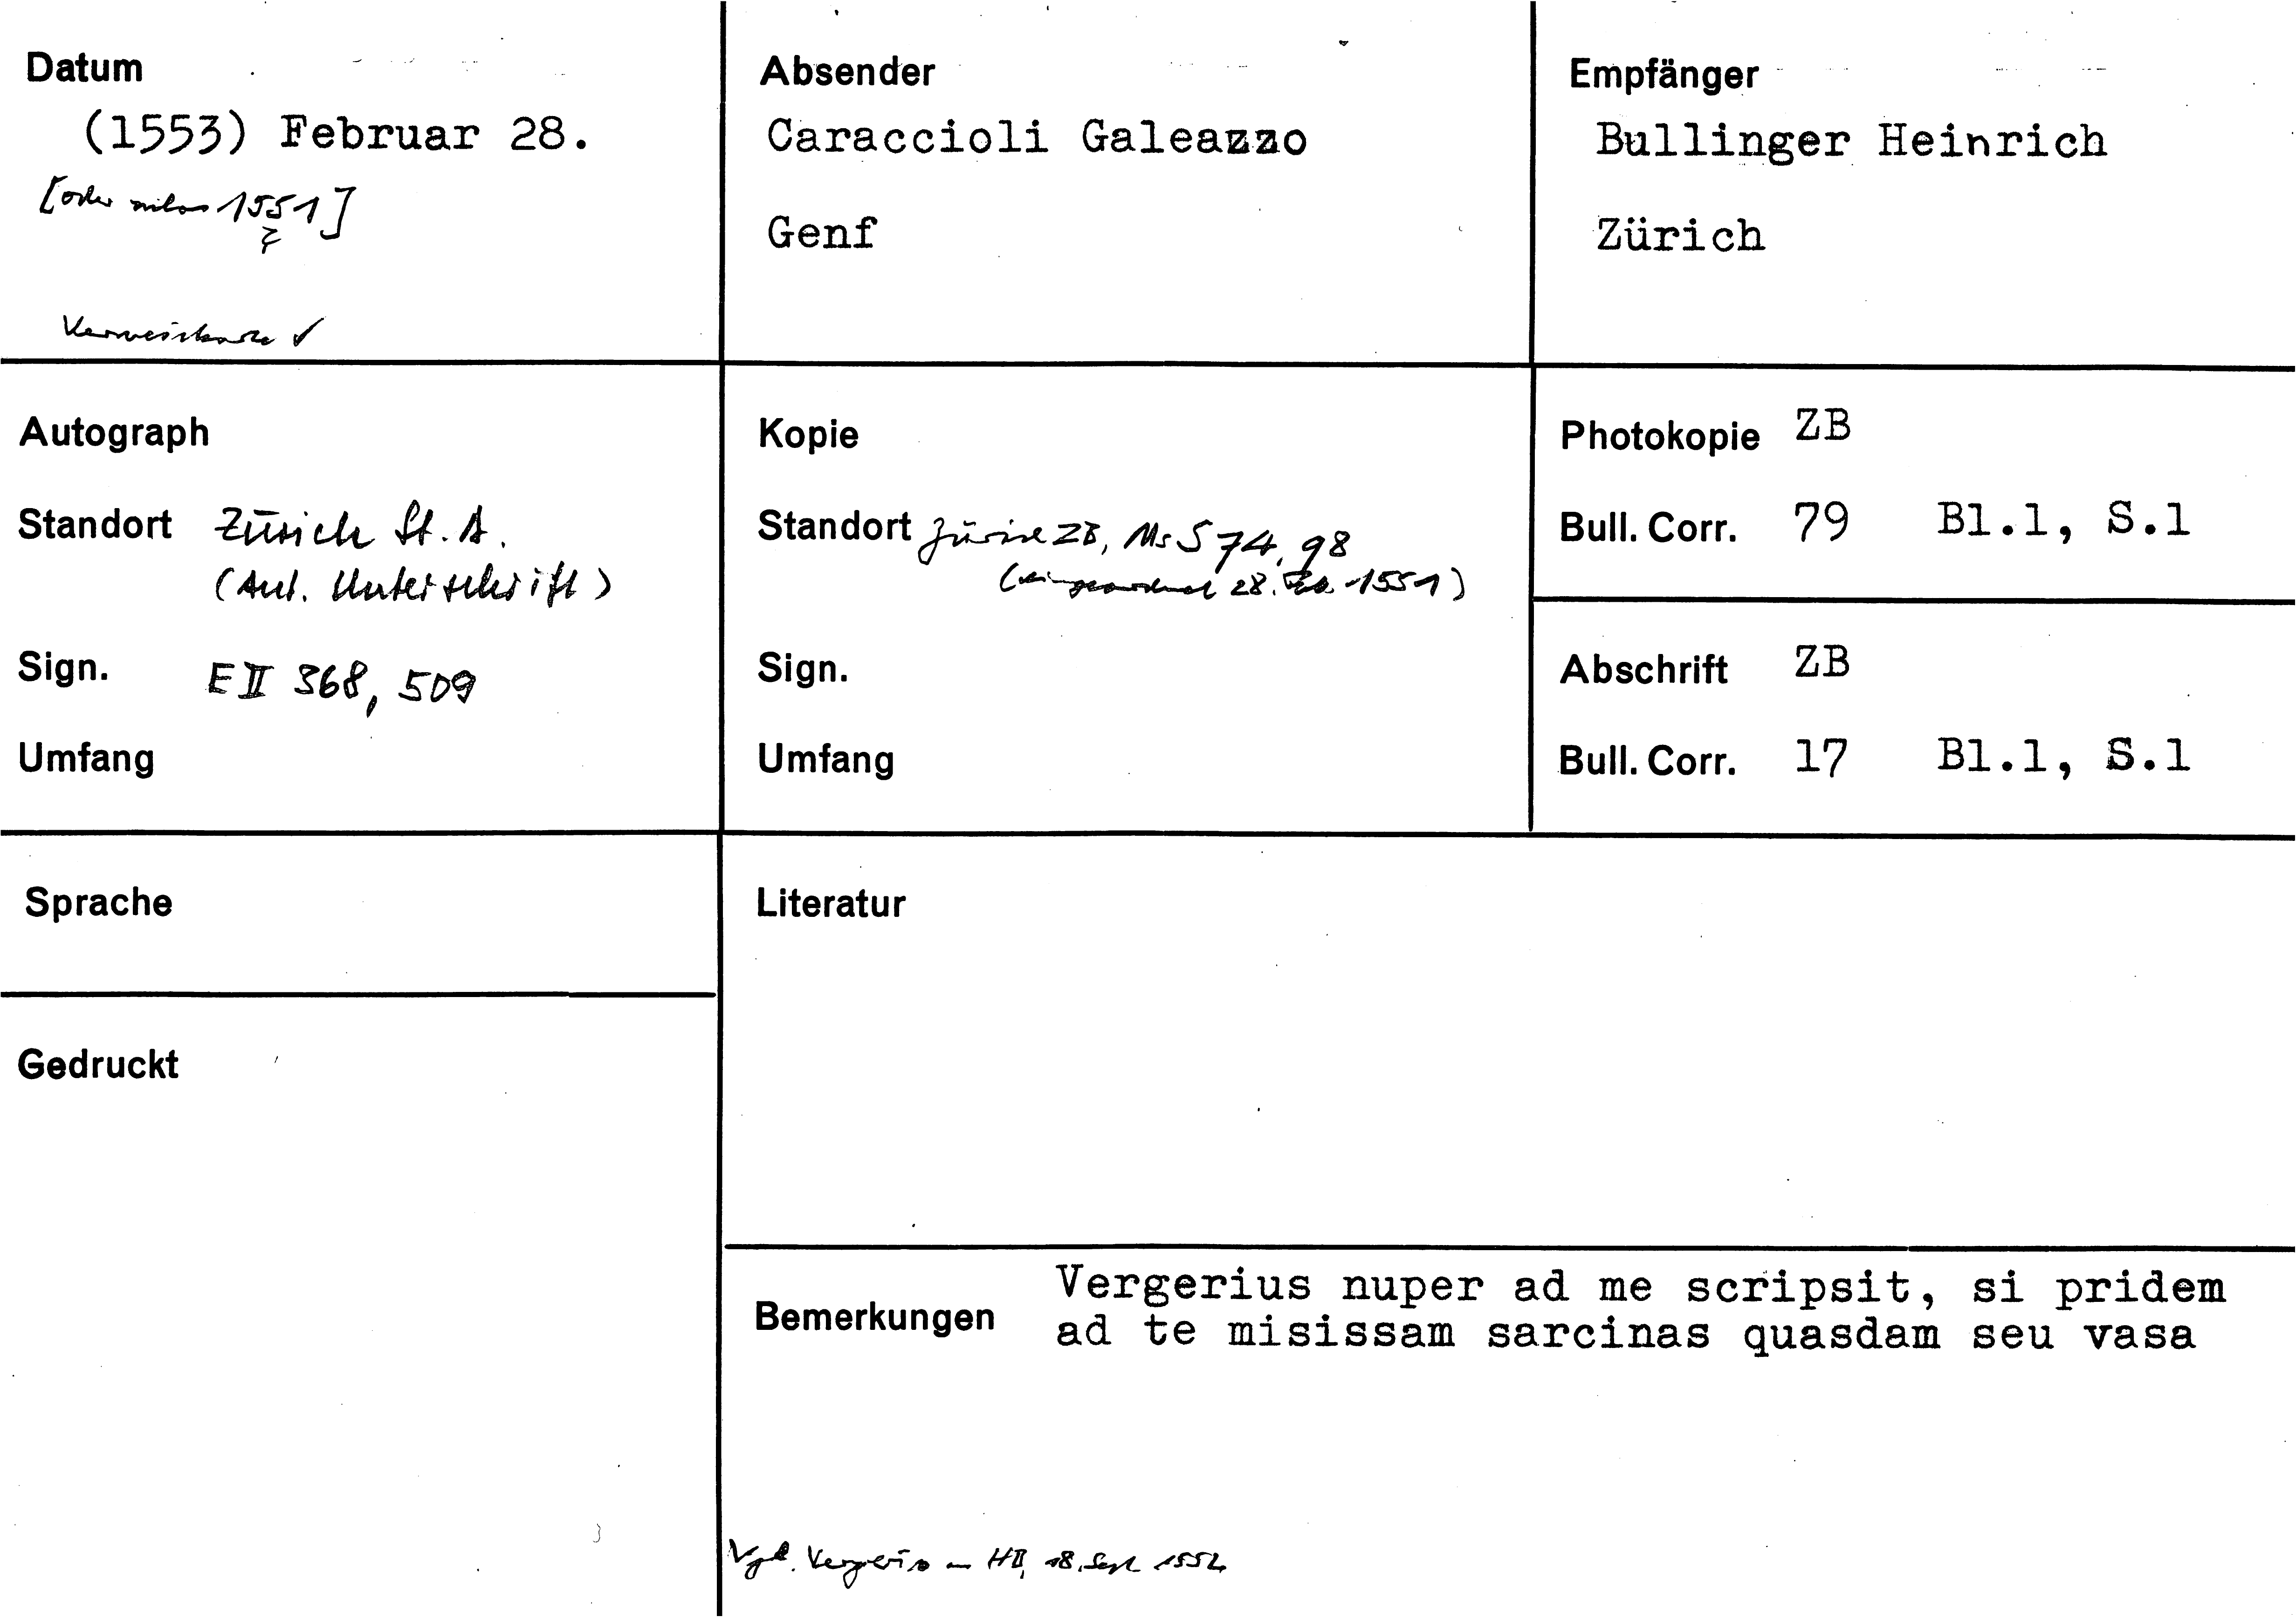 Datum
(1553) Februar 28.
[oder 1551]
?
Verweiskarte ✓
Absender
Caraccioli Galeazzo
Genf
Empfänger
Bullinger Heinrich
Zürich
Autograph
Standort Zürich St. A.
(Aut. Unterschrift)
Sign. E II 368, 509
Umfang
Kopie
Standort Zürich ZB, Ms S 74, 98
(eingeordnet 28. Feb. 1551)
Sign.
Umfang
Photokopie ZB
Bull. Corr. 79 Bl.1, S.1
Abschrift ZB
Bull. Corr. 17 Bl.1, S.1
Sprache
Literatur
Gedruckt
Bemerkungen
Vergerius nuper ad me scripsit, si pridem
ad te misissam sarcinas quasdam seu vasa
Vgl. Vergerio an HB, 18. Sept. 1552